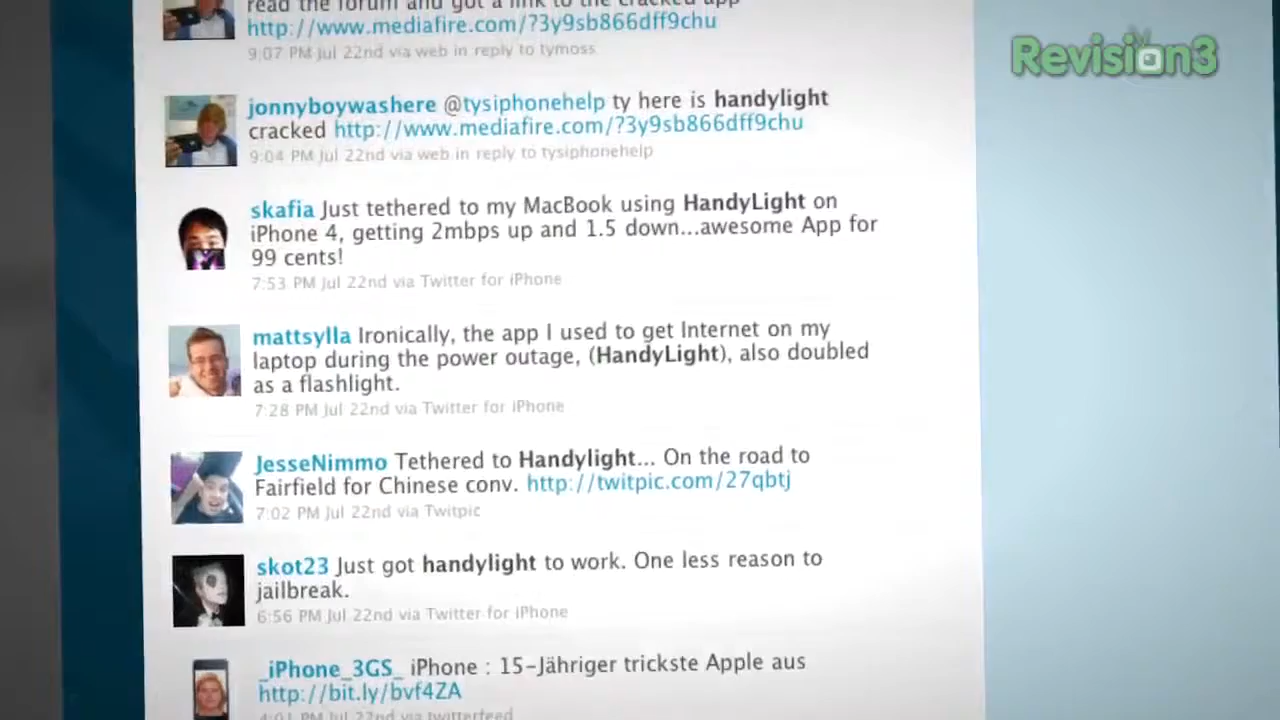 read the forum and got a link to the cracked app
http://www.mediafire.com/?3y9sb866dff9chu
9:07 PM Jul 22nd via web in reply to tymoss
Revision3
jonnyboywashere @tysiphonehelp ty here is handylight
cracked http://www.mediafire.com/?3y9sb866dff9chu
9:04 PM Jul 22nd via web in reply to tysiphonehelp
skafia Just tethered to my MacBook using HandyLight on
iPhone 4, getting 2mbps up and 1.5 down...awesome App for
99 cents!
7:53 PM Jul 22nd via Twitter for iPhone
mattsylla Ironically, the app I used to get Internet on my
laptop during the power outage, (HandyLight), also doubled
as a flashlight.
7:28 PM Jul 22nd via Twitter for iPhone
JesseNimmo Tethered to Handylight... On the road to
Fairfield for Chinese conv. http://twitpic.com/27qbtj
7:02 PM Jul 22nd via Twitpic
skot23 Just got handylight to work. One less reason to
jailbreak.
6:56 PM Jul 22nd via Twitter for iPhone
_iPhone_3GS_ iPhone : 15-Jähriger trickste Apple aus
http://bit.ly/bvf4ZA
4:01 PM Jul 22nd via twitterfeed